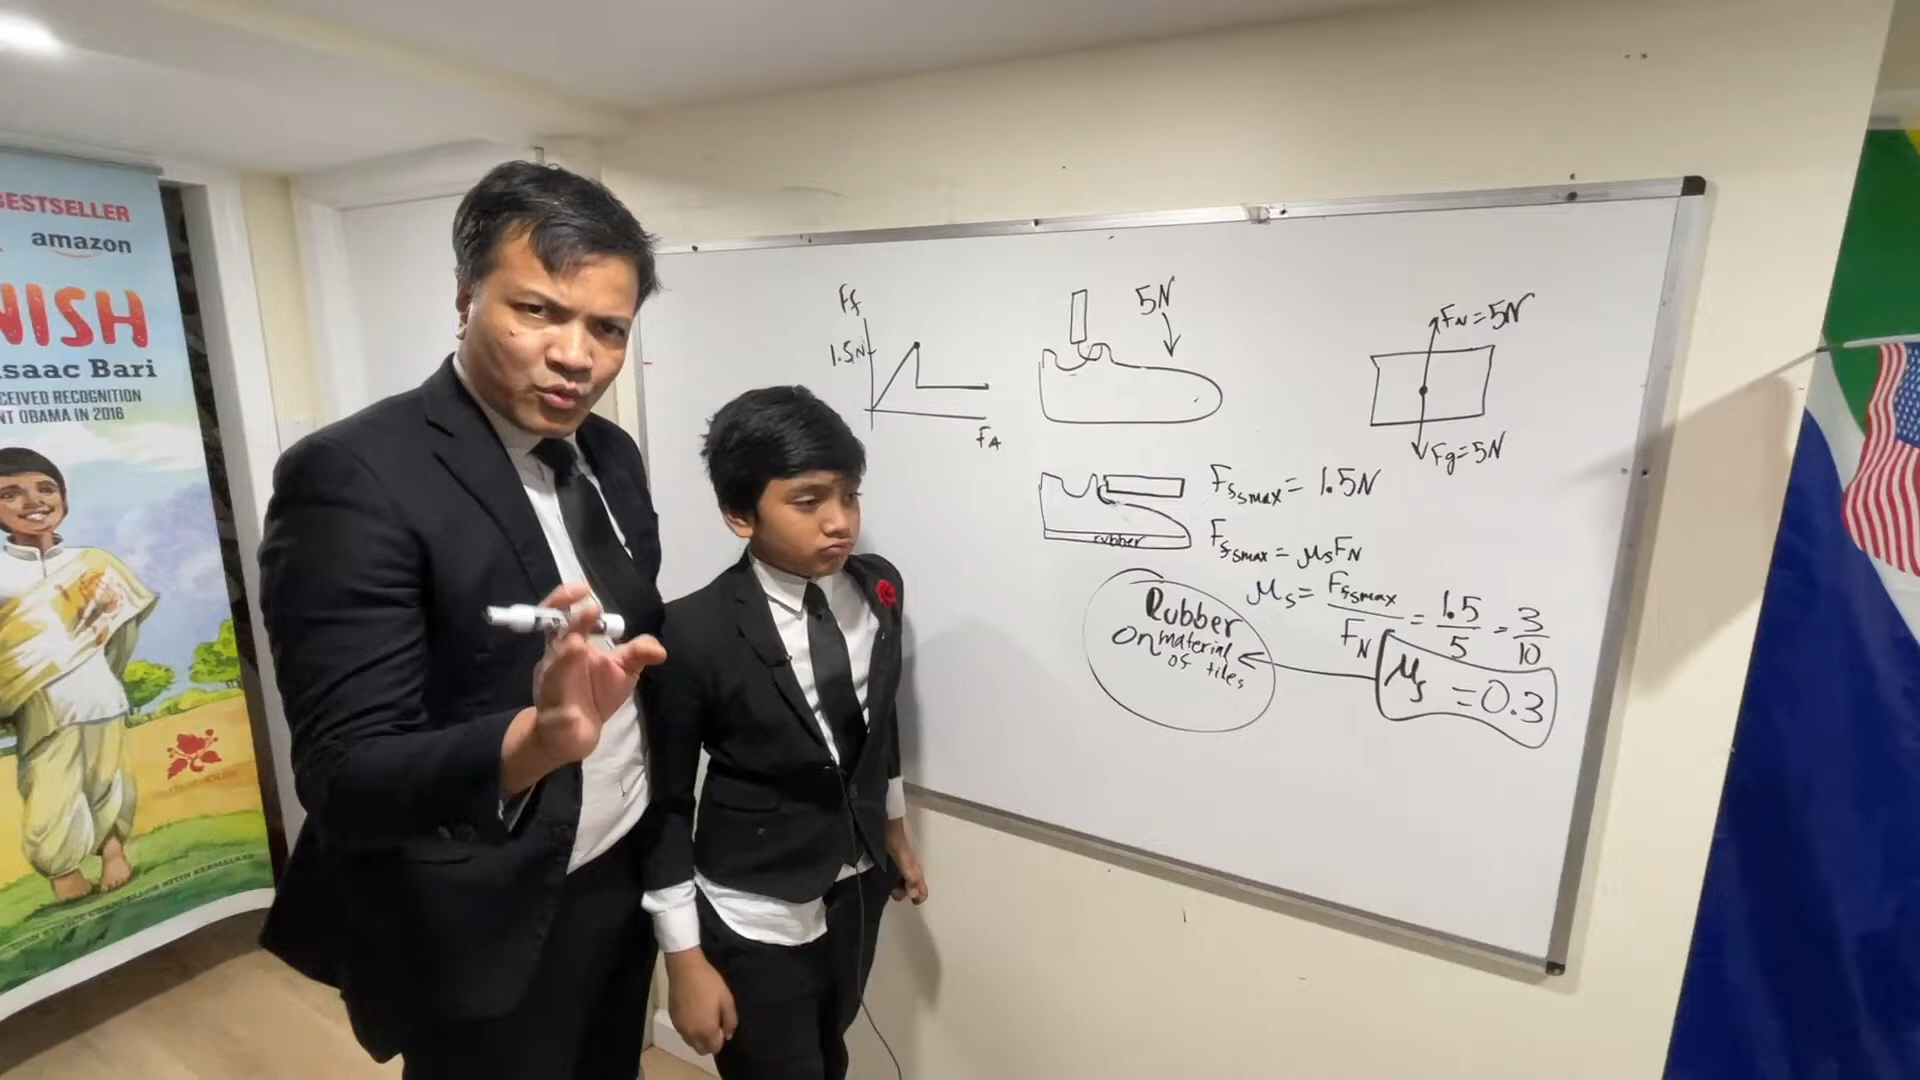 BESTSELLER
amazon
NISH
saac Bari
CEIVED RECOGNITION
NT OBAMA IN 2016
Ff
1.5N
FA
5N
FN = 5N
Fg = 5N
Ffsmax = 1.5N
rubber
Ffsmax = μsFN
μs = Ffsmax / FN = 1.5 / 5 = 3 / 10
Rubber
On material
of tiles
μs = 0.3